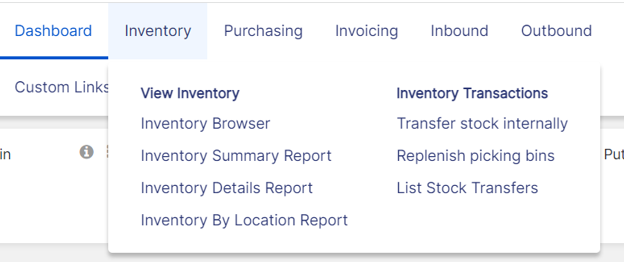 Dashboard Inventory Purchasing Invoicing Inbound Outbound
Custom Links
View Inventory
Inventory Browser
Inventory Summary Report
Inventory Details Report
Inventory By Location Report
Inventory Transactions
Transfer stock internally
Replenish picking bins
List Stock Transfers
in
Put